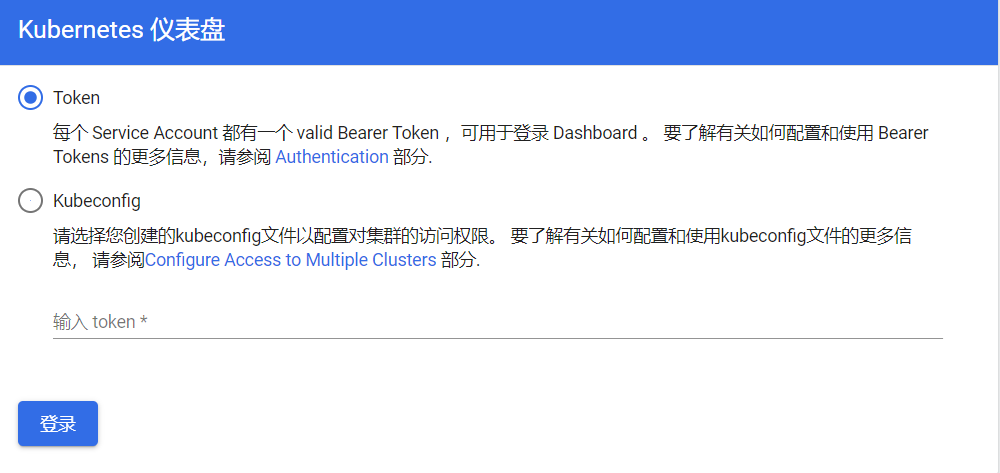 Kubernetes 仪表盘
Token
每个 Service Account 都有一个 valid Bearer Token ，可用于登录 Dashboard 。 要了解有关如何配置和使用 Bearer
Tokens 的更多信息，请参阅 Authentication 部分.
Kubeconfig
请选择您创建的kubeconfig文件以配置对集群的访问权限。 要了解有关如何配置和使用kubeconfig文件的更多信
息， 请参阅Configure Access to Multiple Clusters 部分.
输入 token *
登录